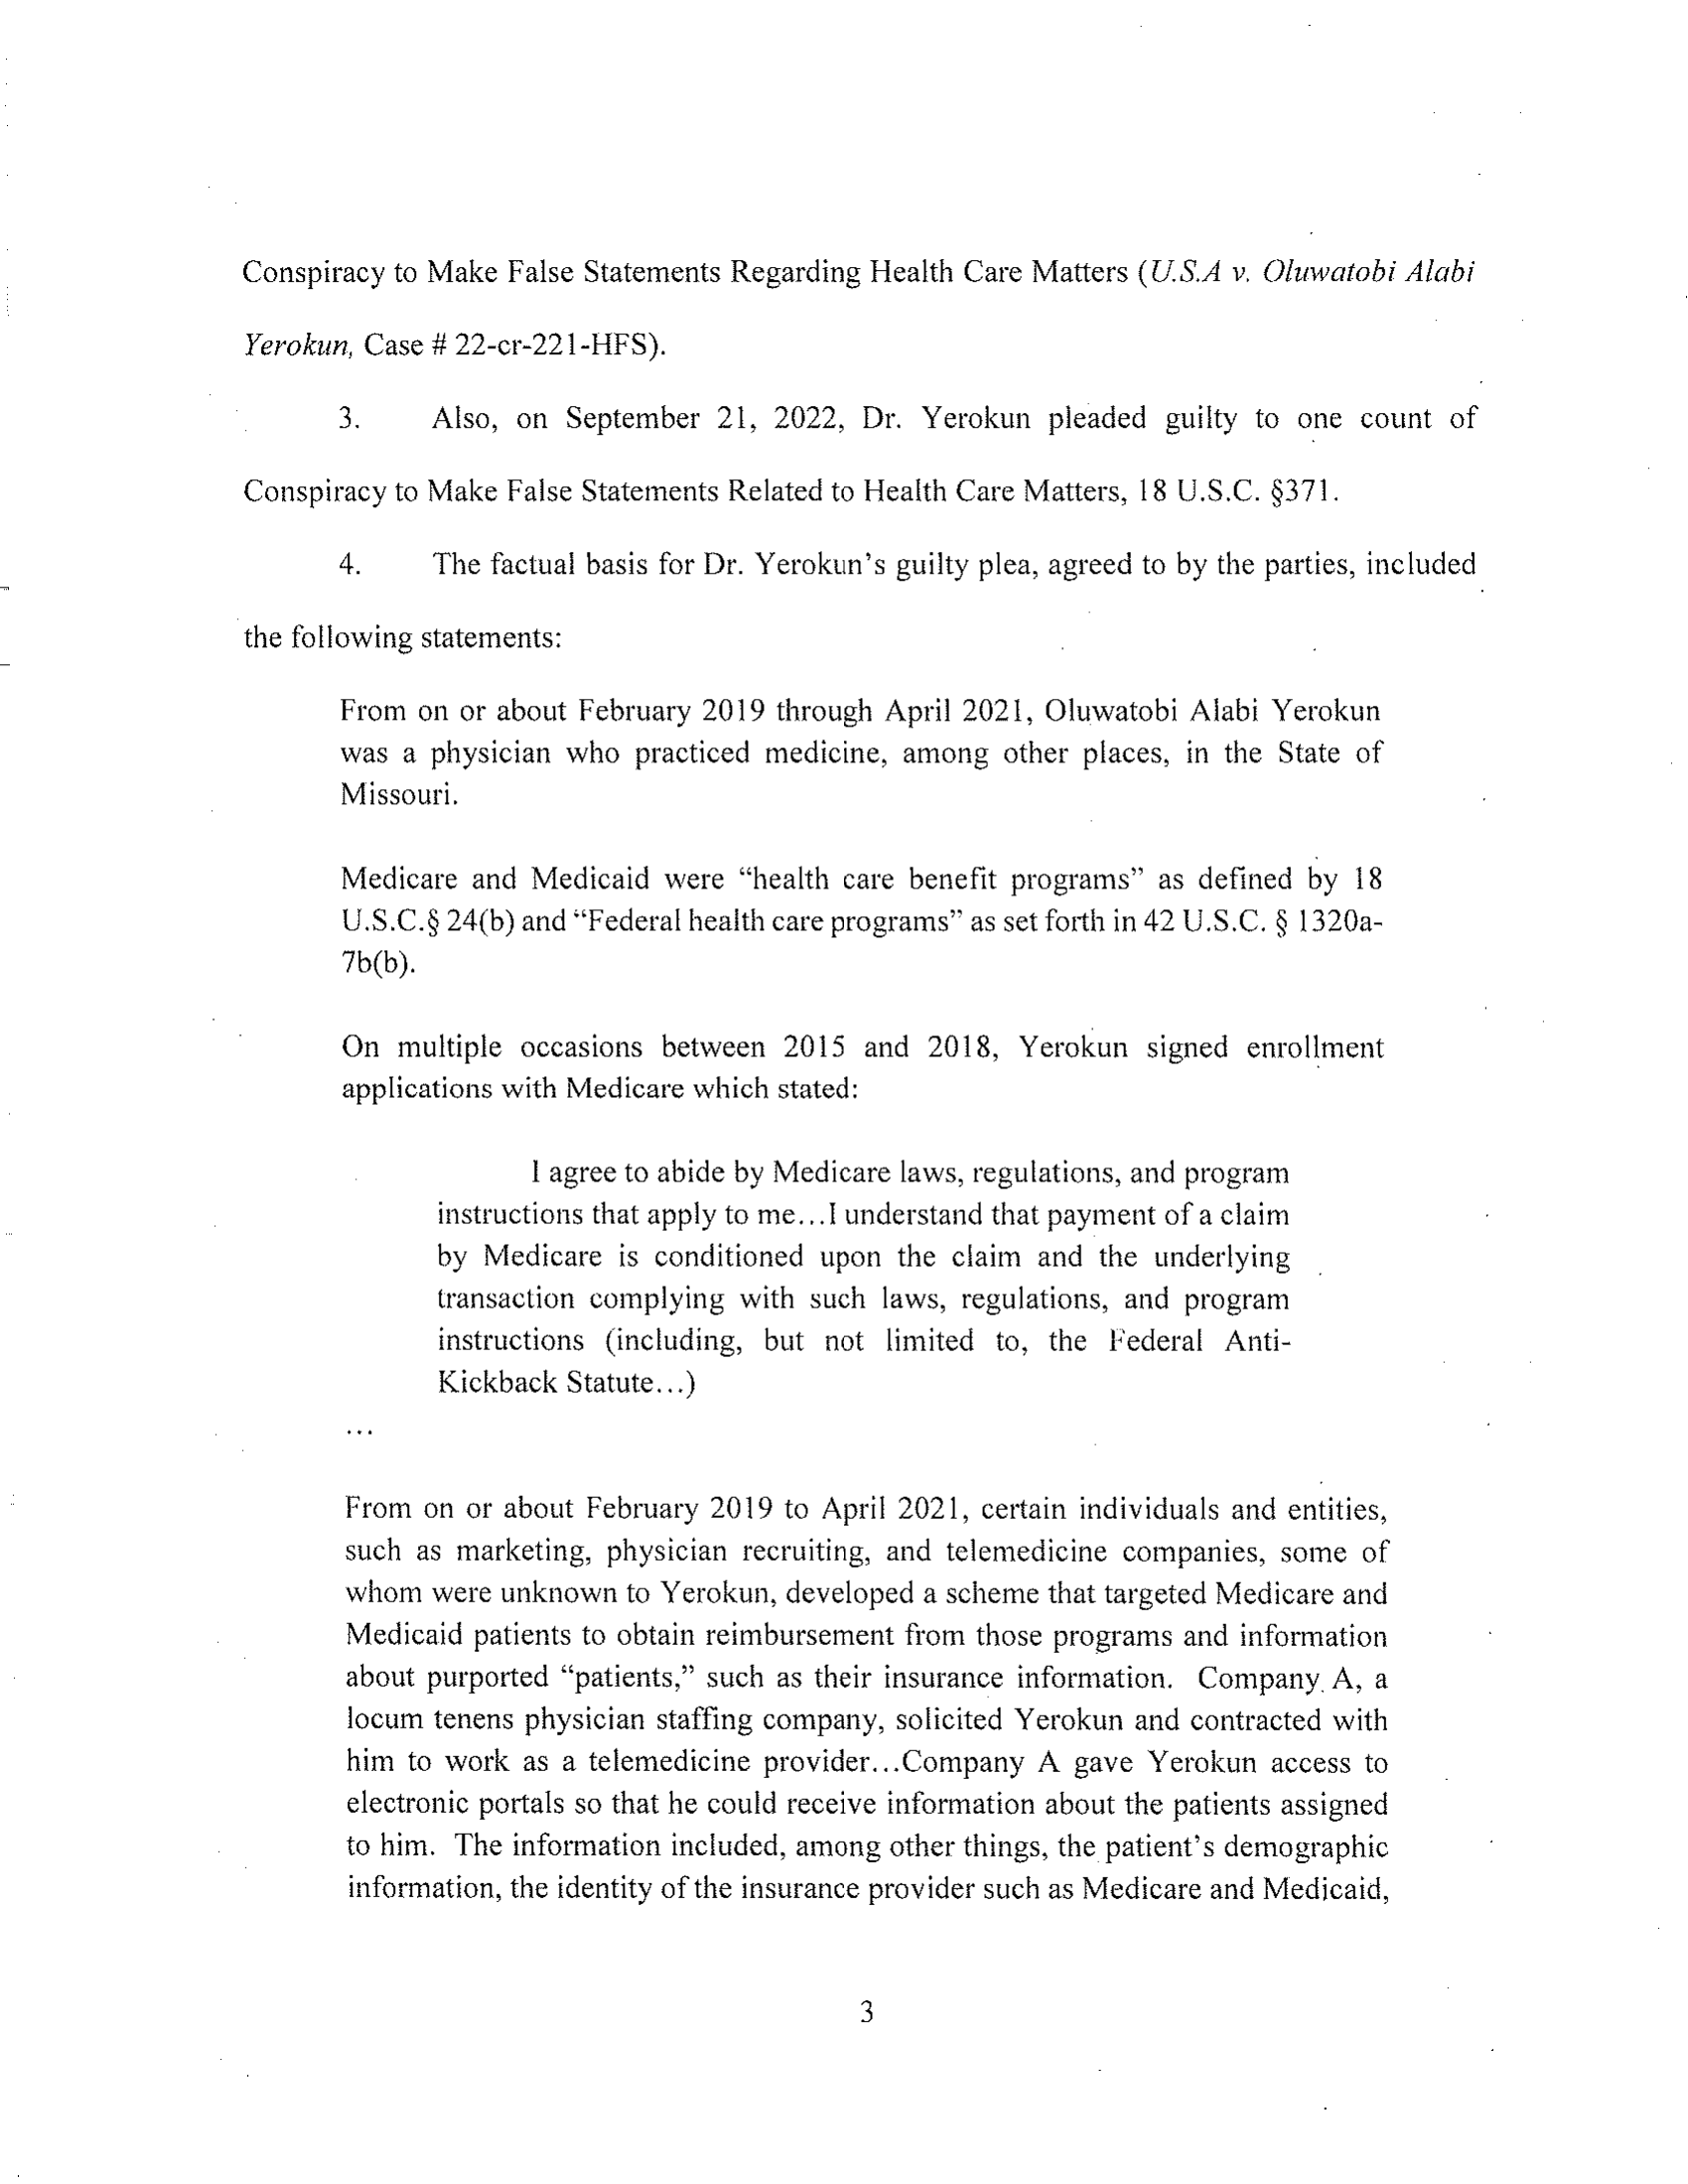 Conspiracy to Make False Statements Regarding Health Care Matters (U.S.A v. Oluwatobi Alabi
Yerokun, Case # 22-cr-221-HFS).
3. Also, on September 21, 2022, Dr. Yerokun pleaded guilty to one count of
Conspiracy to Make False Statements Related to Health Care Matters, 18 U.S.C. §371.
4. The factual basis for Dr. Yerokun's guilty plea, agreed to by the parties, included
the following statements:
From on or about February 2019 through April 2021, Oluwatobi Alabi Yerokun
was a physician who practiced medicine, among other places, in the State of
Missouri.
Medicare and Medicaid were "health care benefit programs" as defined by 18
U.S.C.§ 24(b) and "Federal health care programs" as set forth in 42 U.S.C. § 1320a-
7b(b).
On multiple occasions between 2015 and 2018, Yerokun signed enrollment
applications with Medicare which stated:
I agree to abide by Medicare laws, regulations, and program
instructions that apply to me...I understand that payment of a claim
by Medicare is conditioned upon the claim and the underlying
transaction complying with such laws, regulations, and program
instructions (including, but not limited to, the Federal Anti-
Kickback Statute...)
...
From on or about February 2019 to April 2021, certain individuals and entities,
such as marketing, physician recruiting, and telemedicine companies, some of
whom were unknown to Yerokun, developed a scheme that targeted Medicare and
Medicaid patients to obtain reimbursement from those programs and information
about purported "patients," such as their insurance information. Company A, a
locum tenens physician staffing company, solicited Yerokun and contracted with
him to work as a telemedicine provider...Company A gave Yerokun access to
electronic portals so that he could receive information about the patients assigned
to him. The information included, among other things, the patient's demographic
information, the identity of the insurance provider such as Medicare and Medicaid,
3